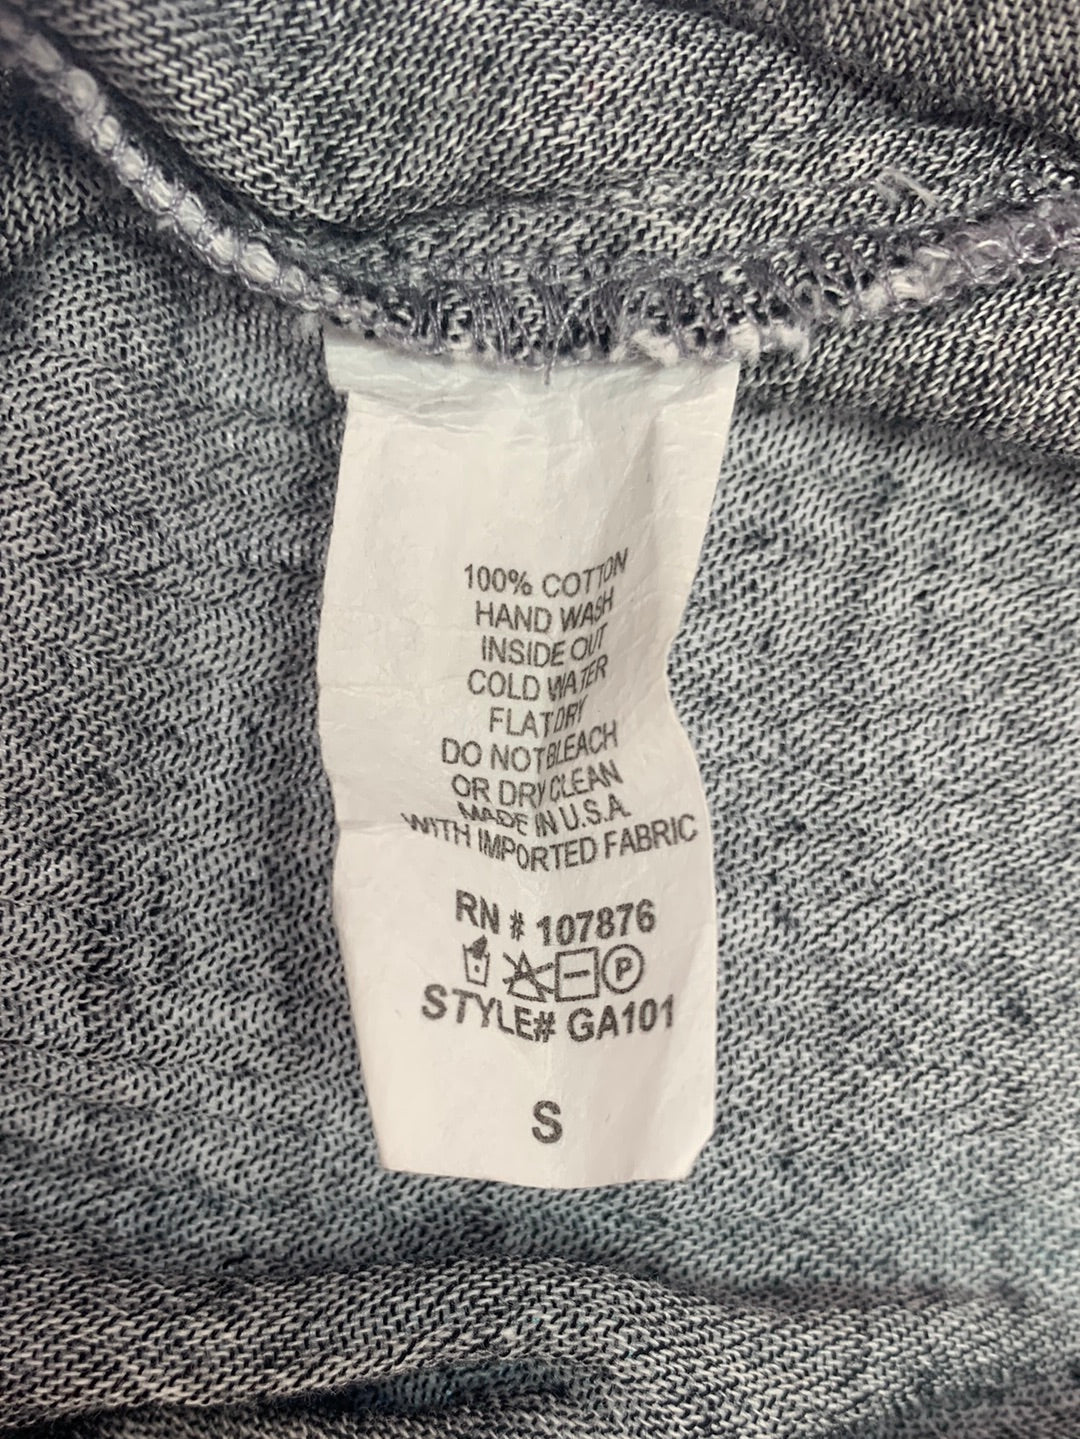 100% COTTON
HAND WASH
INSIDE OUT
COLD WATER
FLAT DRY
DO NOT BLEACH
OR DRY CLEAN
MADE IN U.S.A.
WITH IMPORTED FABRIC
RN # 107876
P
STYLE# GA101
S